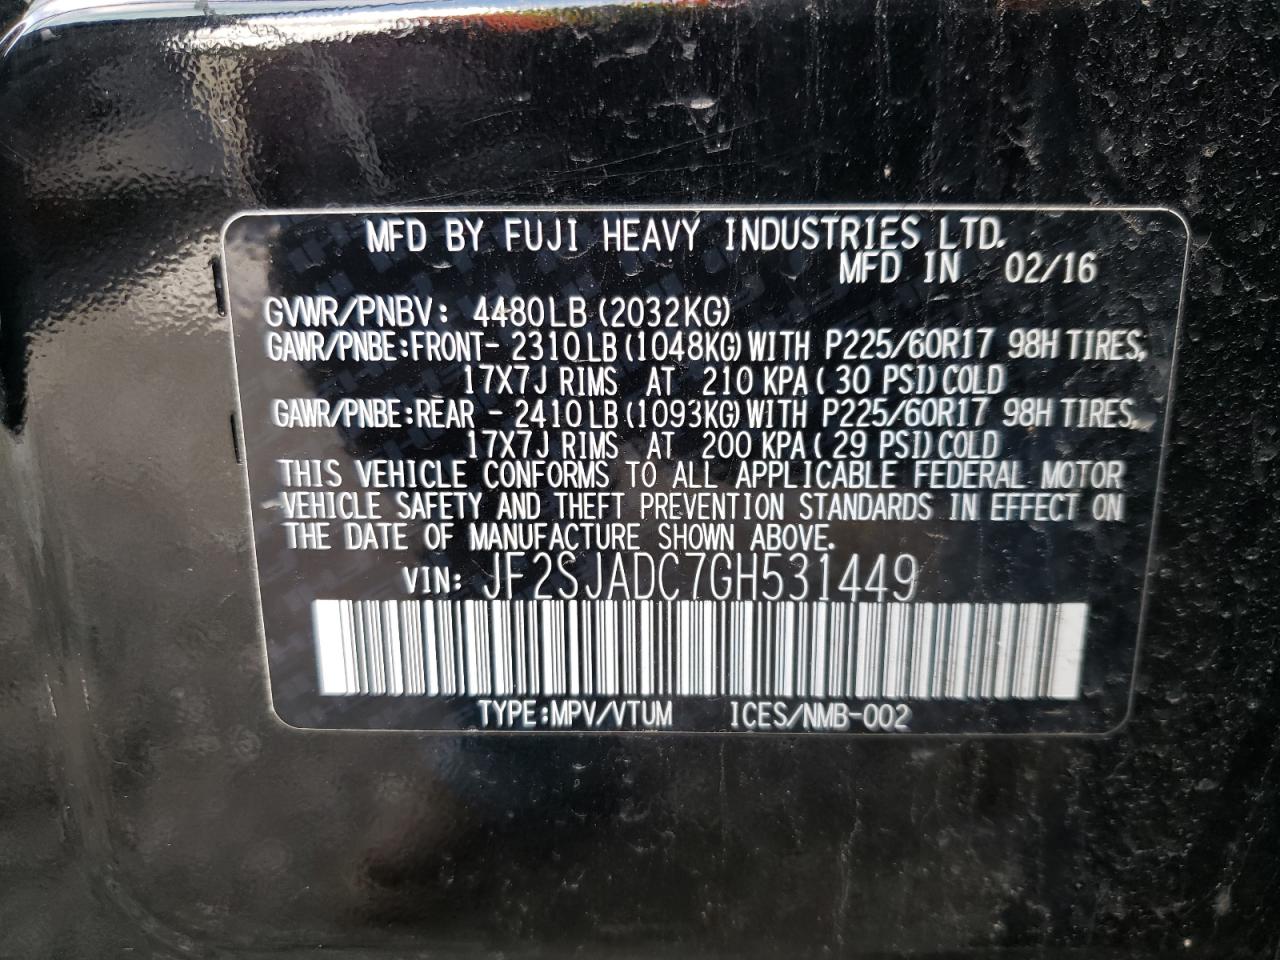 MFD BY FUJI HEAVY INDUSTRIES LTD.
MFD IN 02/16
GVWR/PNBV: 4480LB (2032KG)
GAWR/PNBE:FRONT- 2310LB(1048KG)WITH P225/60R17 98H TIRES,
17X7J RIMS AT 210 KPA( 30 PSI)COLD
GAWR/PNBE:REAR - 2410LB(1093KG)WITH P225/60R17 98H TIRES,
17X7J RIMS AT 200 KPA(29 PSI)COLD
THIS VEHICLE CONFORMS TO ALL APPLICABLE FEDERAL MOTOR
VEHICLE SAFETY AND THEFT PREVENTION STANDARDS IN EFFECT ON
THE DATE OF MANUFACTURE SHOWN ABOVE.
VIN: JF2SJADC7GH531449
TYPE:MPV/VTUM ICES/NMB-002